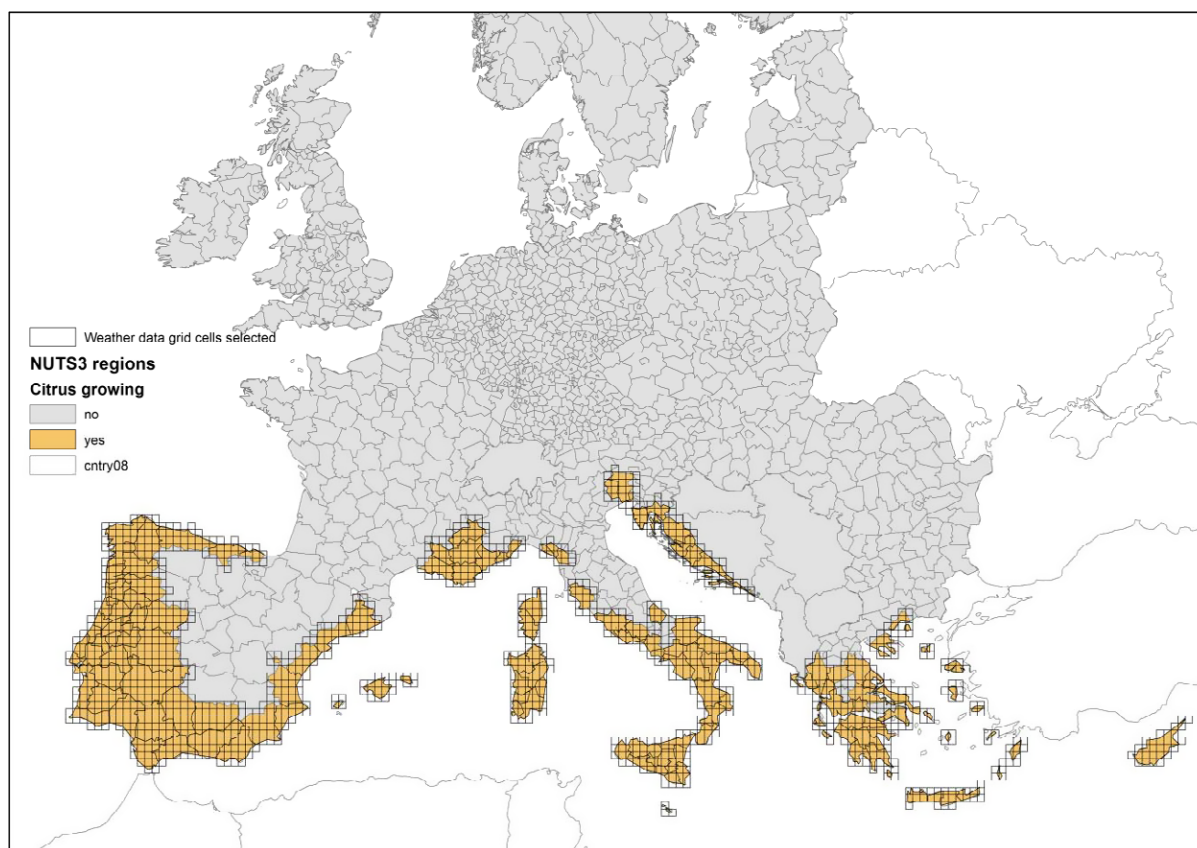 Weather data grid cells selected
NUTS3 regions
Citrus growing
no
yes
cntry08